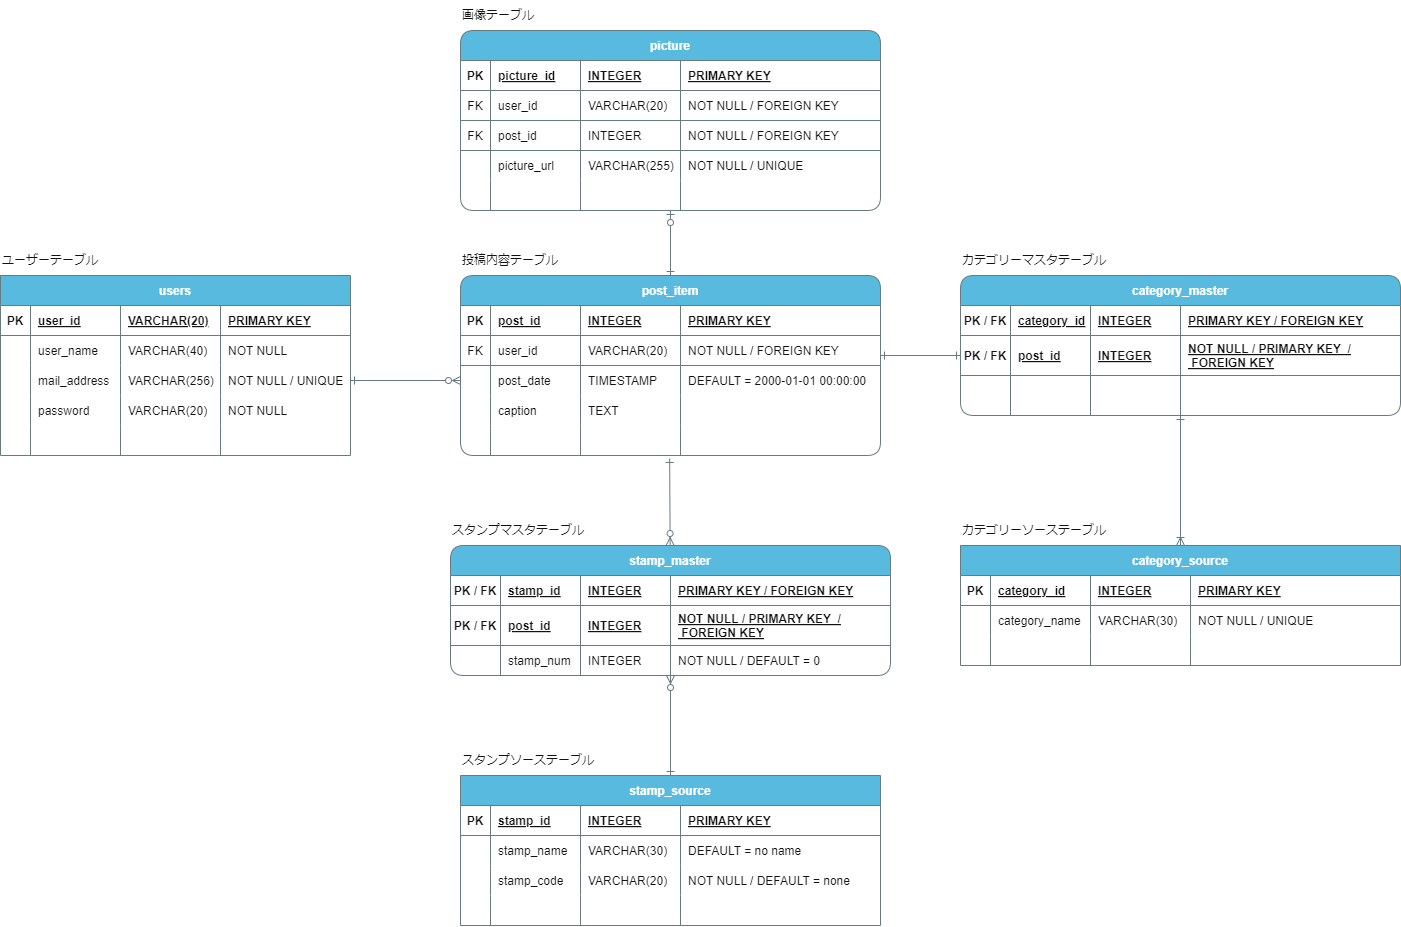 画像テーブル
picture
PK picture_id INTEGER PRIMARY KEY
FK user_id VARCHAR(20) NOT NULL / FOREIGN KEY
FK post_id INTEGER NOT NULL / FOREIGN KEY
picture_url VARCHAR(255) NOT NULL / UNIQUE
ユーザーテーブル
users
PK user_id VARCHAR(20) PRIMARY KEY
user_name VARCHAR(40) NOT NULL
mail_address VARCHAR(256) NOT NULL / UNIQUE
password VARCHAR(20) NOT NULL
投稿内容テーブル
post_item
PK post_id INTEGER PRIMARY KEY
FK user_id VARCHAR(20) NOT NULL / FOREIGN KEY
post_date TIMESTAMP DEFAULT = 2000-01-01 00:00:00
caption TEXT
カテゴリーマスタテーブル
category_master
PK / FK category_id INTEGER PRIMARY KEY / FOREIGN KEY
PK / FK post_id INTEGER NOT NULL / PRIMARY KEY /
FOREIGN KEY
スタンプマスタテーブル
stamp_master
PK / FK stamp_id INTEGER PRIMARY KEY / FOREIGN KEY
PK / FK post_id INTEGER NOT NULL / PRIMARY KEY /
FOREIGN KEY
stamp_num INTEGER NOT NULL / DEFAULT = 0
カテゴリーソーステーブル
category_source
PK category_id INTEGER PRIMARY KEY
category_name VARCHAR(30) NOT NULL / UNIQUE
スタンプソーステーブル
stamp_source
PK stamp_id INTEGER PRIMARY KEY
stamp_name VARCHAR(30) DEFAULT = no name
stamp_code VARCHAR(20) NOT NULL / DEFAULT = none